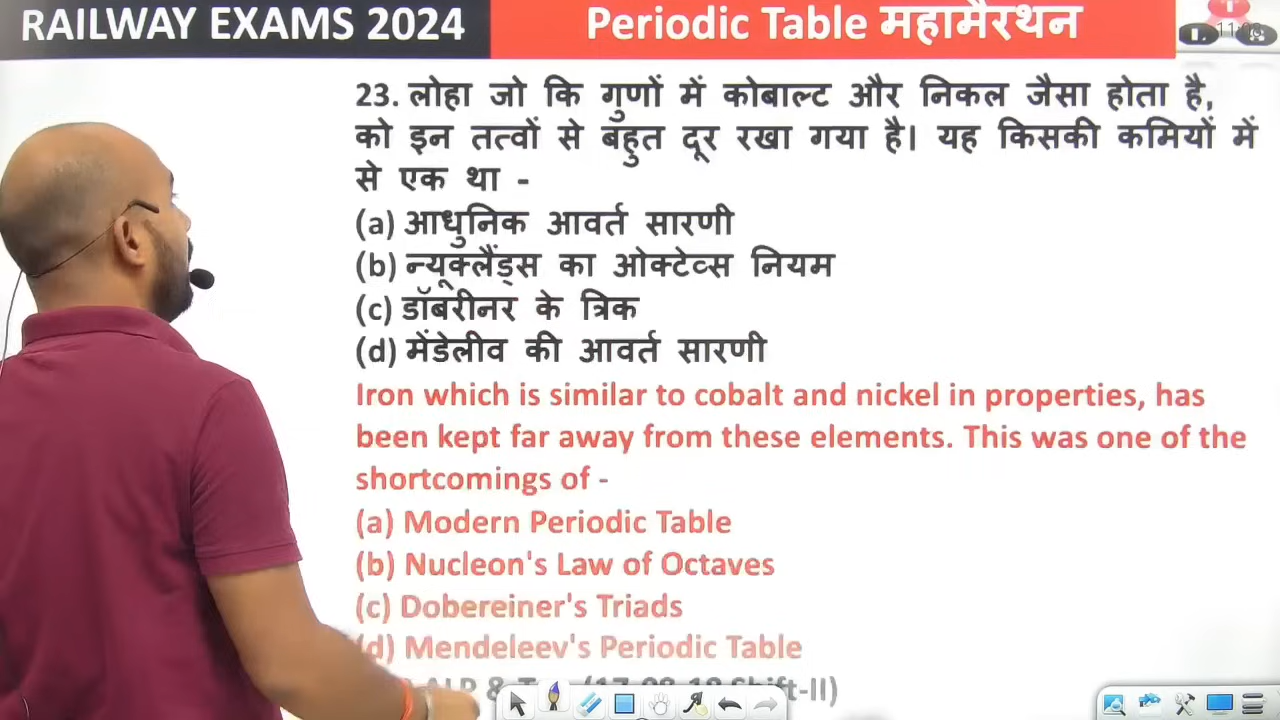 RAILWAY EXAMS 2024
Periodic Table महामैरथन
23. लोहा जो कि गुणों में कोबाल्ट और निकल जैसा होता है,
को इन तत्वों से बहुत दूर रखा गया है। यह किसकी कमियों में
से एक था -
(a) आधुनिक आवर्त सारणी
(b) न्यूक्लैंड्स का ओक्टेव्स नियम
(c) डॉबरीनर के त्रिक
(d) मेंडेलीव की आवर्त सारणी
Iron which is similar to cobalt and nickel in properties, has
been kept far away from these elements. This was one of the
shortcomings of -
(a) Modern Periodic Table
(b) Nucleon's Law of Octaves
(c) Dobereiner's Triads
(d) Mendeleev's Periodic Table
ALP & Shift-II)